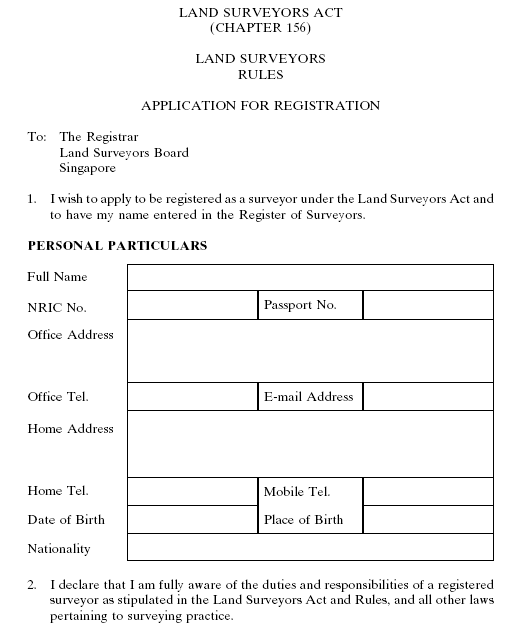 LAND SURVEYORS ACT
(CHAPTER 156)
LAND SURVEYORS
RULES
APPLICATION FOR REGISTRATION
To: The Registrar
Land Surveyors Board
Singapore
1. I wish to apply to be registered as a surveyor under the Land Surveyors Act and
to have my name entered in the Register of Surveyors.
PERSONAL PARTICULARS
Full Name
NRIC No. Passport No.
Office Address
Office Tel. E-mail Address
Home Address
Home Tel. Mobile Tel.
Date of Birth Place of Birth
Nationality
2. I declare that I am fully aware of the duties and responsibilities of a registered
surveyor as stipulated in the Land Surveyors Act and Rules, and all other laws
pertaining to surveying practice.